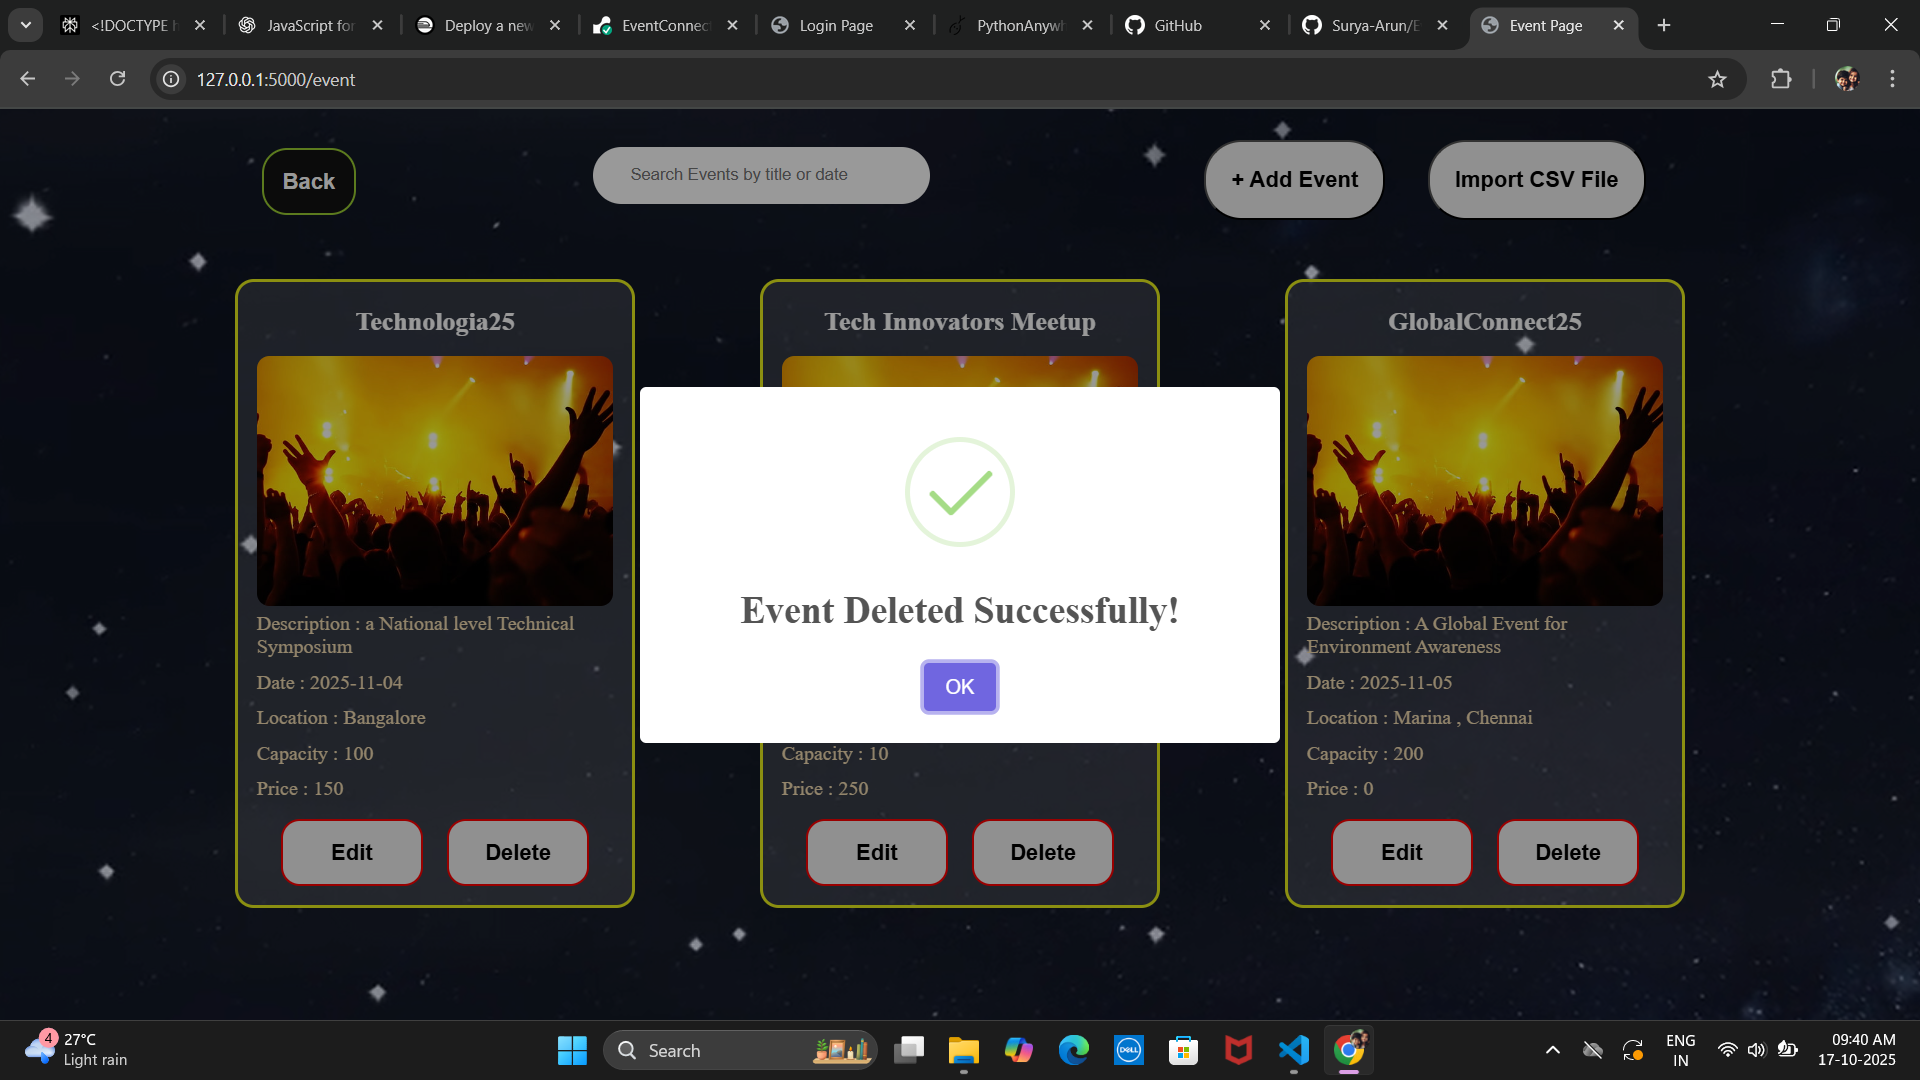 <!DOCTYPE h
JavaScript for
Deploy a new
EventConnec
Login Page
PythonAnywh
GitHub
Surya-Arun/E
Event Page
127.0.0.1:5000/event
Back
Search Events by title or date
+ Add Event
Import CSV File
Technologia25
Description : a National level Technical
Symposium
Date : 2025-11-04
Location : Bangalore
Capacity : 100
Price : 150
Edit
Delete
Tech Innovators Meetup
Capacity : 10
Price : 250
Edit
Delete
GlobalConnect25
Description : A Global Event for
Environment Awareness
Date : 2025-11-05
Location : Marina , Chennai
Capacity : 200
Price : 0
Edit
Delete
Event Deleted Successfully!
OK
4
27°C
Light rain
Search
DELL
ENG
IN
09:40 AM
17-10-2025